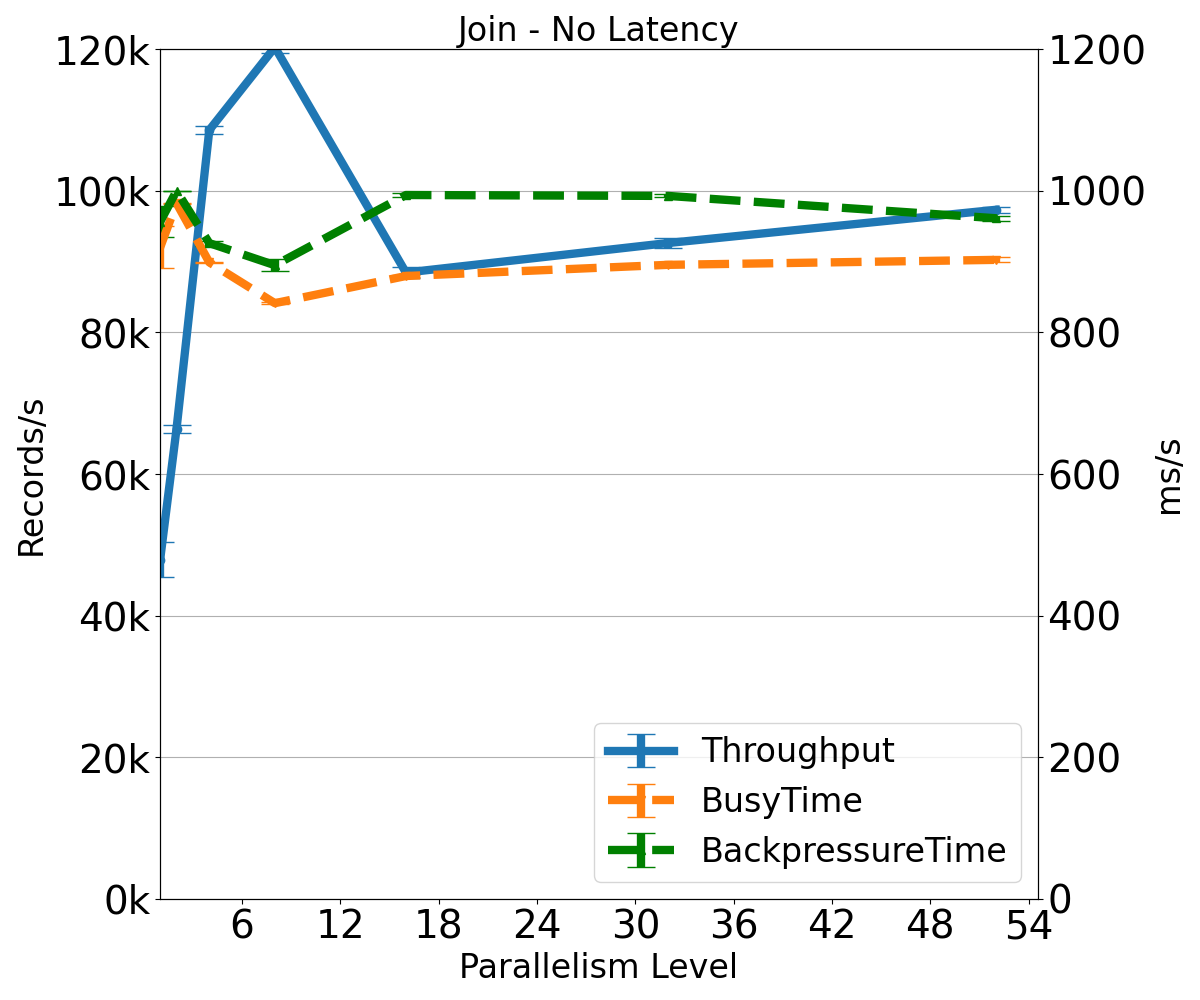 Join - No Latency
120k
100k
80k
60k
40k
20k
0k
Records/s
1200
1000
800
600
400
200
0
ms/s
Throughput
BusyTime
BackpressureTime
6 12 18 24 30 36 42 48 54
Parallelism Level